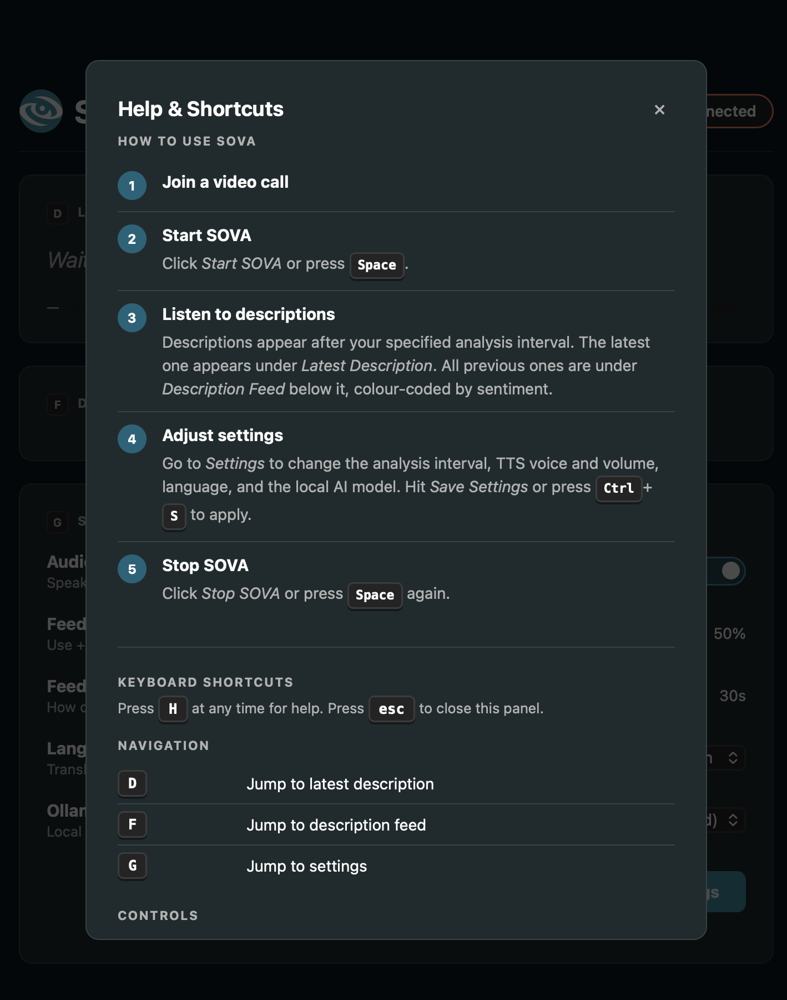 S
nected
Help & Shortcuts
×
HOW TO USE SOVA
1 Join a video call
2 Start SOVA
Click Start SOVA or press Space.
3 Listen to descriptions
Descriptions appear after your specified analysis interval. The latest
one appears under Latest Description. All previous ones are under
Description Feed below it, colour-coded by sentiment.
4 Adjust settings
Go to Settings to change the analysis interval, TTS voice and volume,
language, and the local AI model. Hit Save Settings or press Ctrl+
S to apply.
5 Stop SOVA
Click Stop SOVA or press Space again.
KEYBOARD SHORTCUTS
Press H at any time for help. Press esc to close this panel.
NAVIGATION
D Jump to latest description
F Jump to description feed
G Jump to settings
CONTROLS
D L
Wait
—
F D
G S
Audi
Speak
Feed
Use +
50%
Feed
How
30s
Lang
Transl
n
Ollam
Local
d)
gs